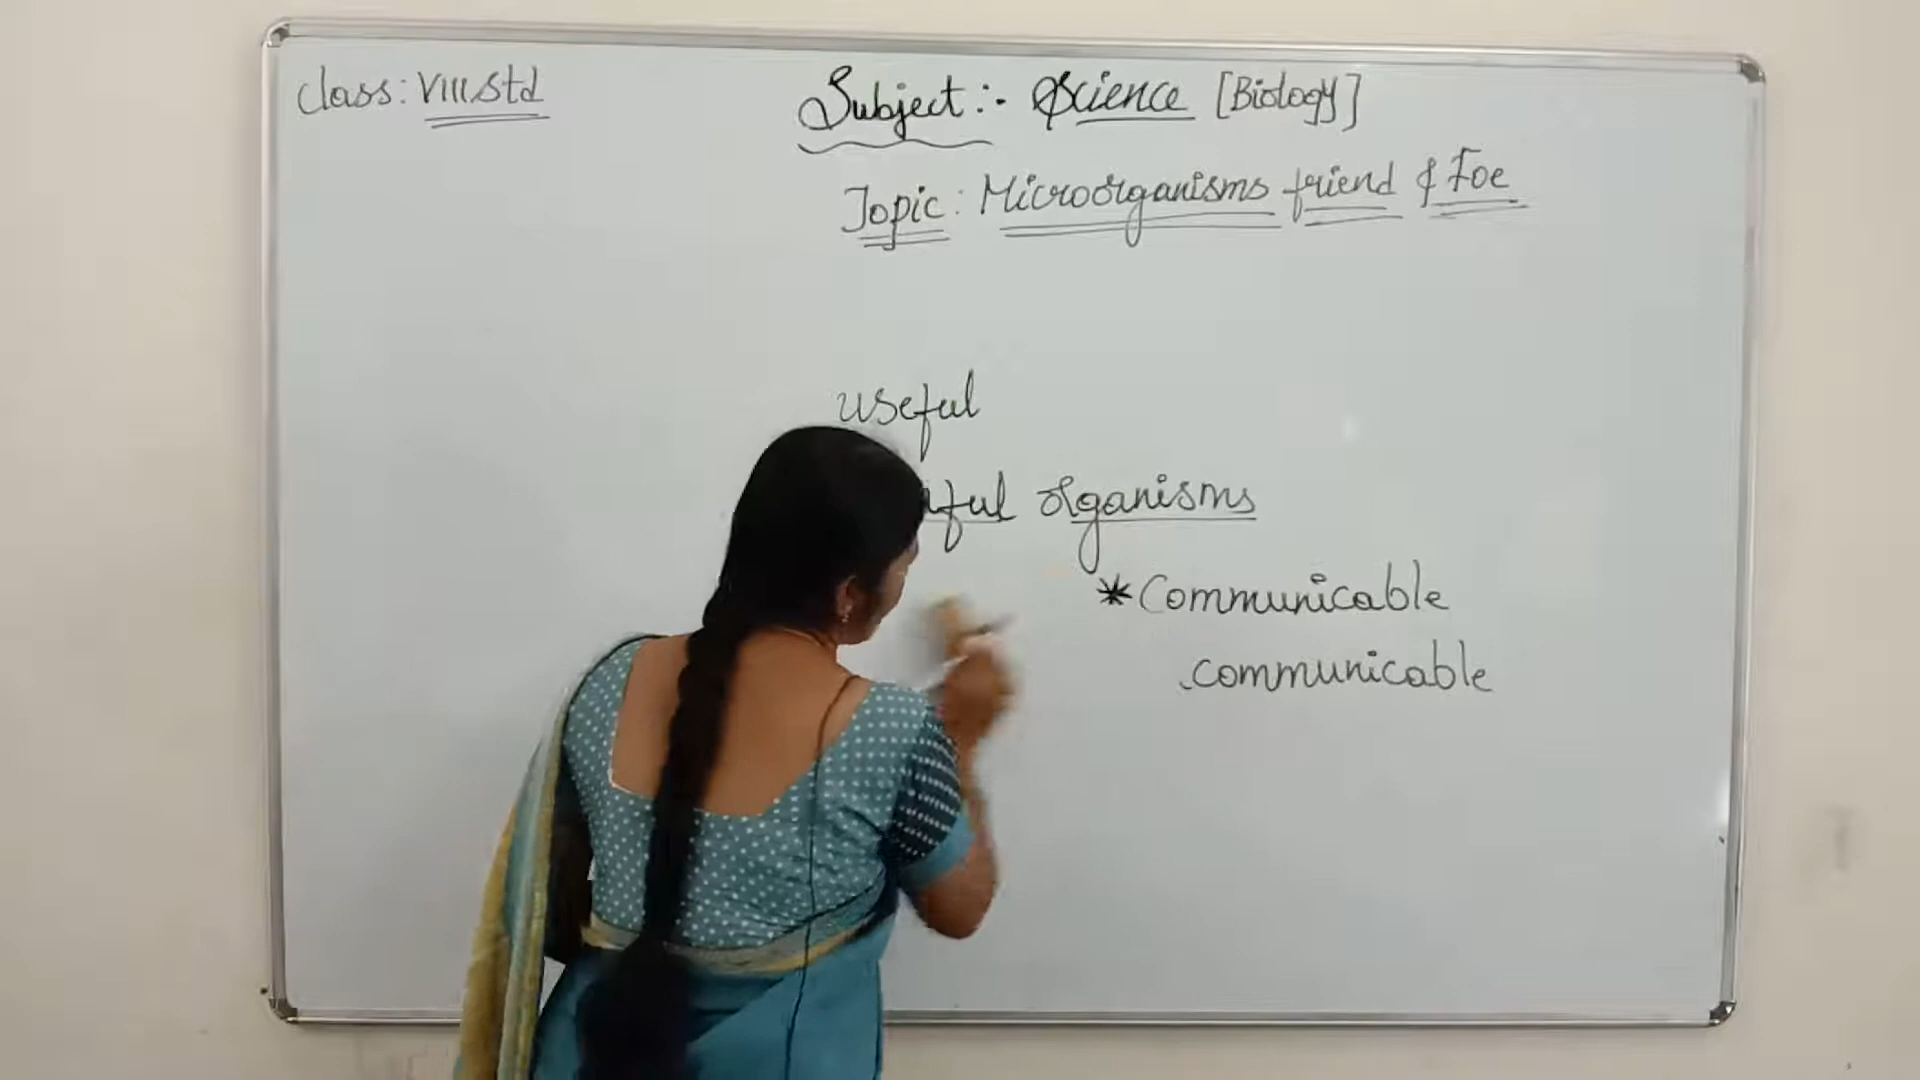 Class: VIII Std
Subject :- Science [Biology]
Topic : Microorganisms friend & Foe
useful
organisms
* Communicable
communicable